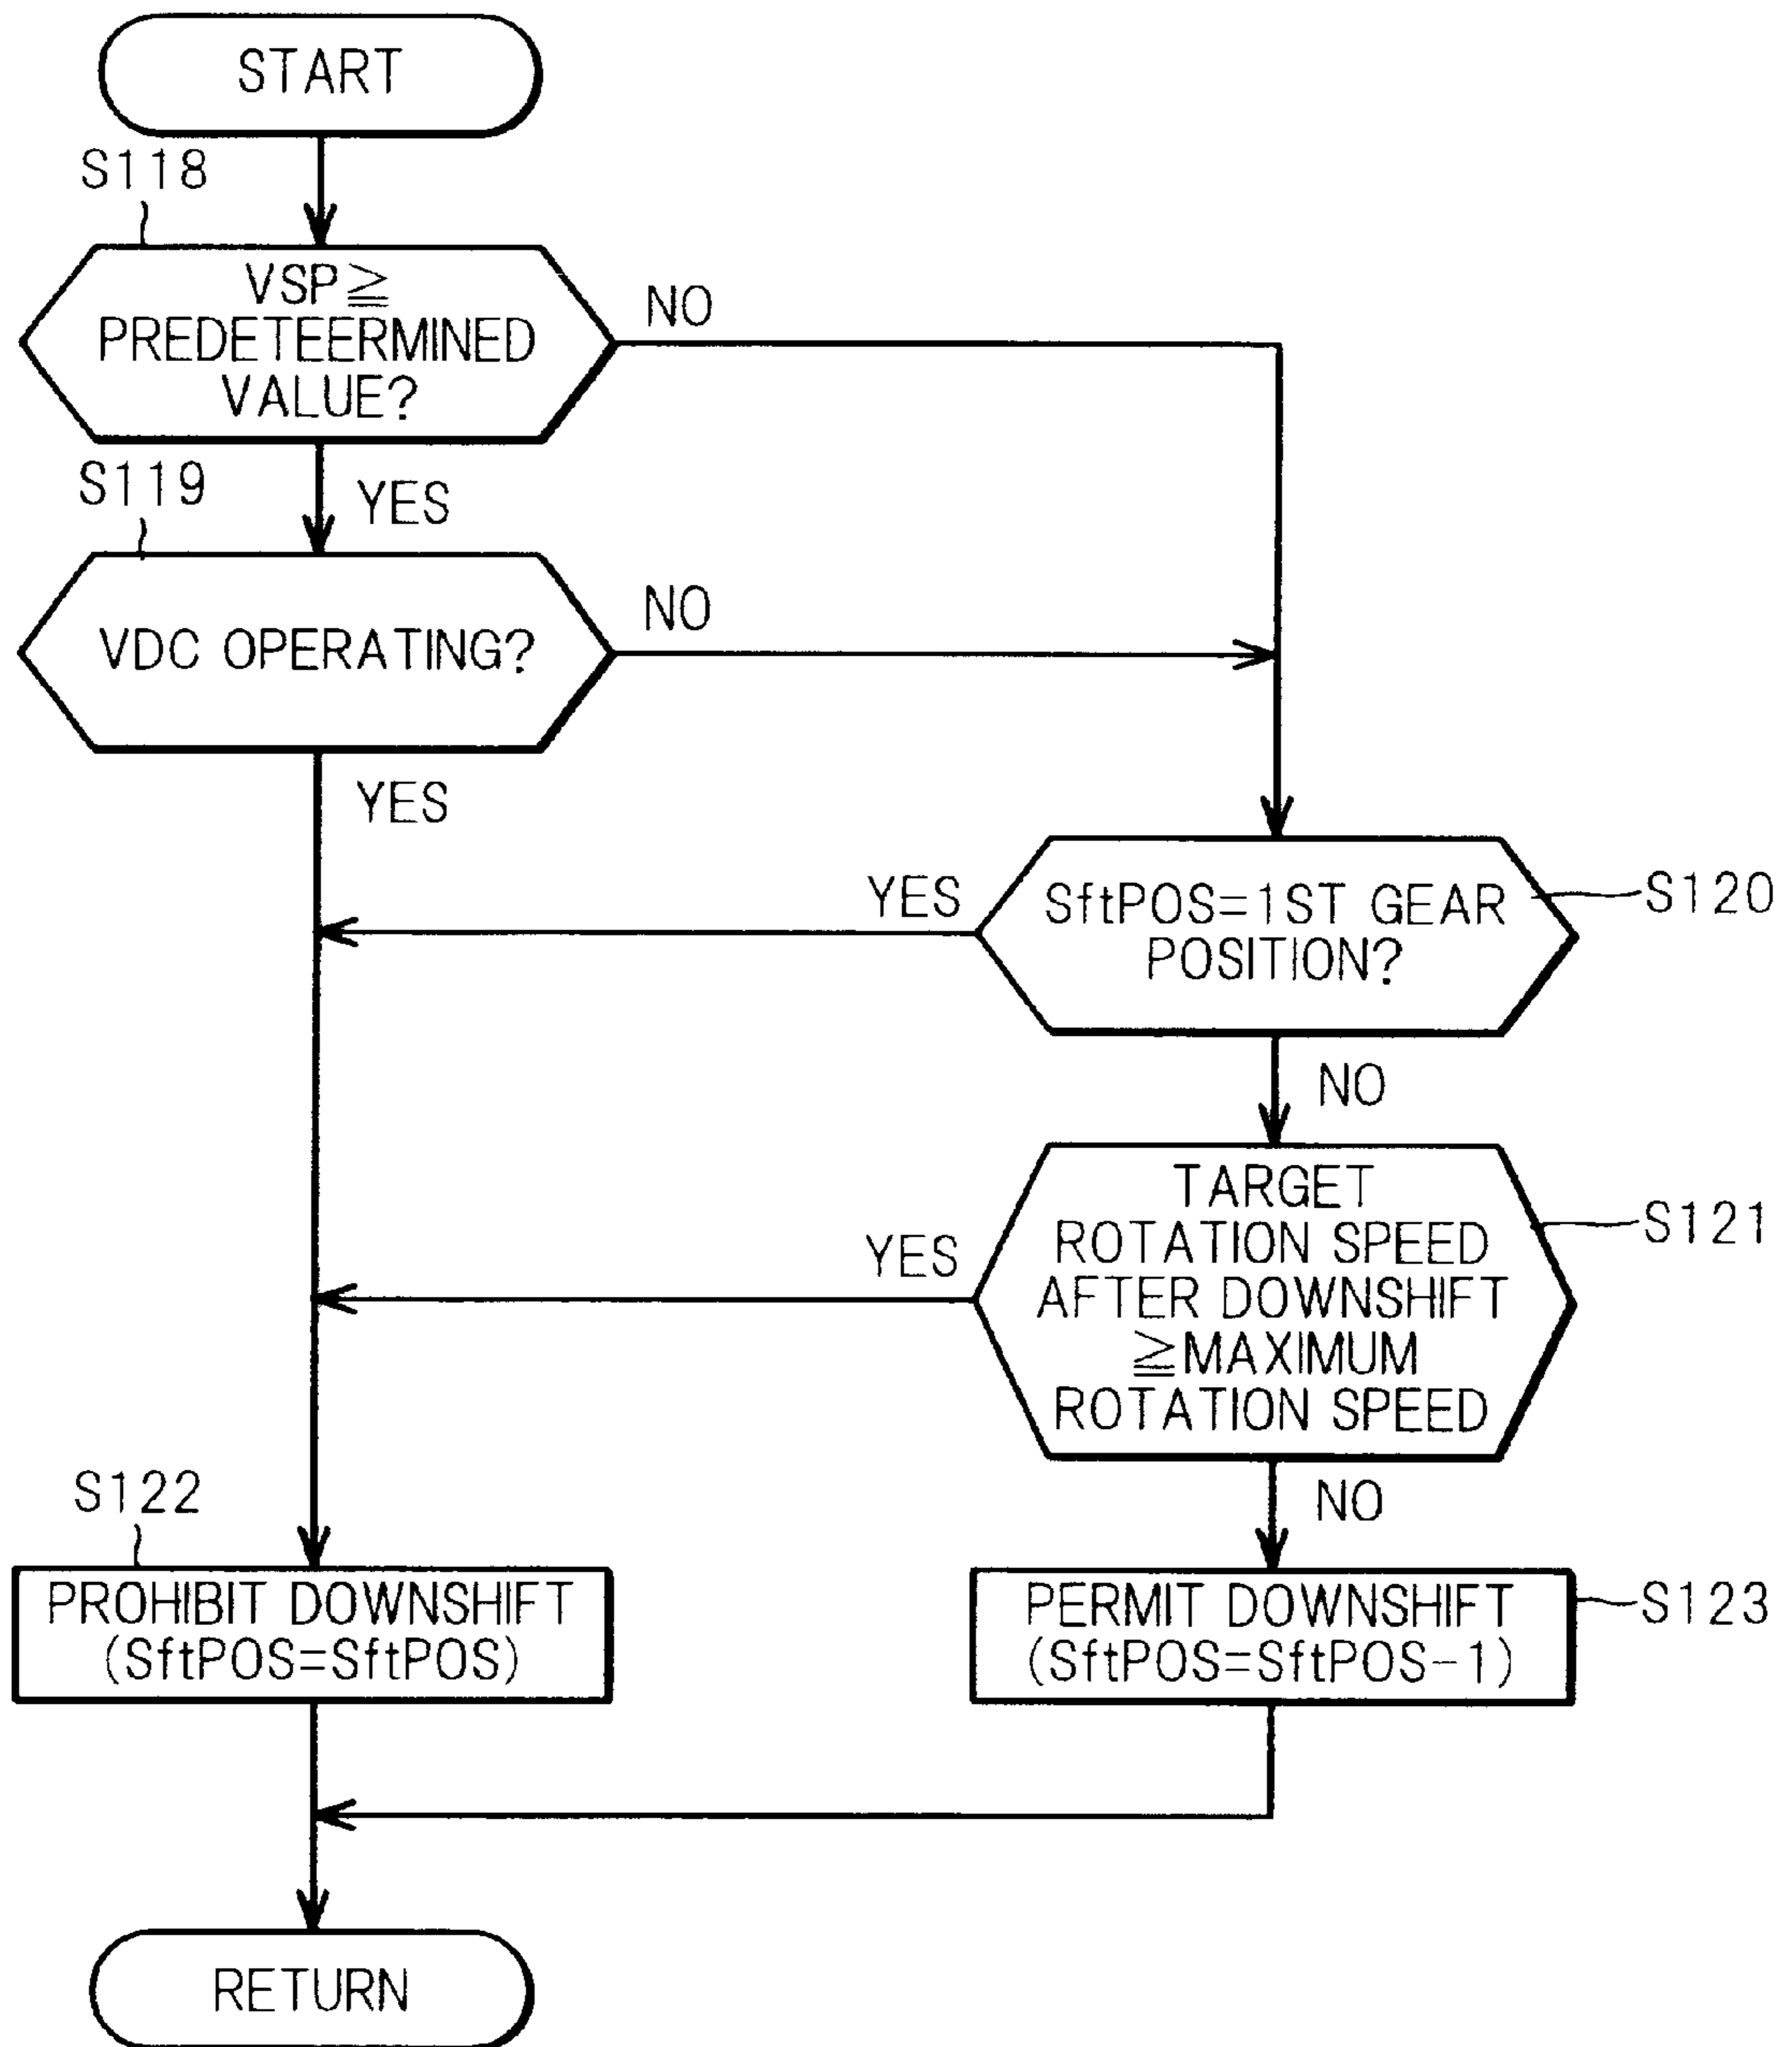 START
S118
VSP≧
PREDETEERMINED
VALUE?
NO
YES
S119
VDC OPERATING?
NO
YES
SftPOS=1ST GEAR
POSITION?
S120
YES
NO
TARGET
ROTATION SPEED
AFTER DOWNSHIFT
≧MAXIMUM
ROTATION SPEED
S121
YES
NO
S122
PROHIBIT DOWNSHIFT
(SftPOS=SftPOS)
PERMIT DOWNSHIFT
(SftPOS=SftPOS-1)
S123
RETURN